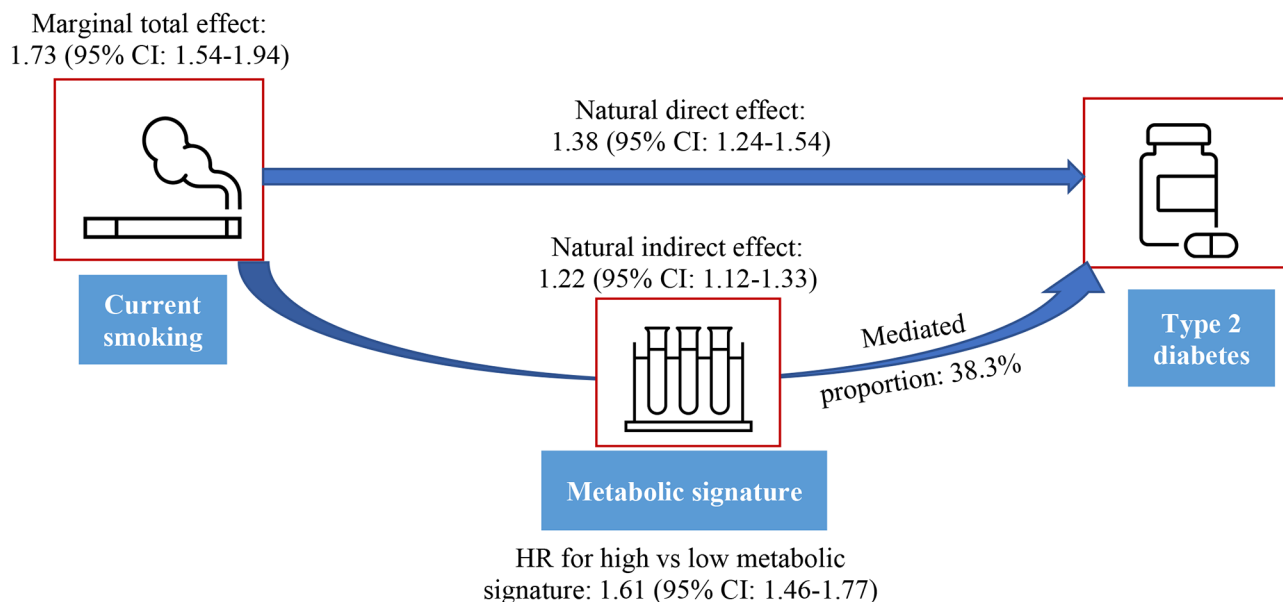 Marginal total effect:
1.73 (95% CI: 1.54-1.94)
Natural direct effect:
1.38 (95% CI: 1.24-1.54)
Natural indirect effect:
1.22 (95% CI: 1.12-1.33)
Current
smoking
Mediated
proportion: 38.3%
Type 2
diabetes
Metabolic signature
HR for high vs low metabolic
signature: 1.61 (95% CI: 1.46-1.77)